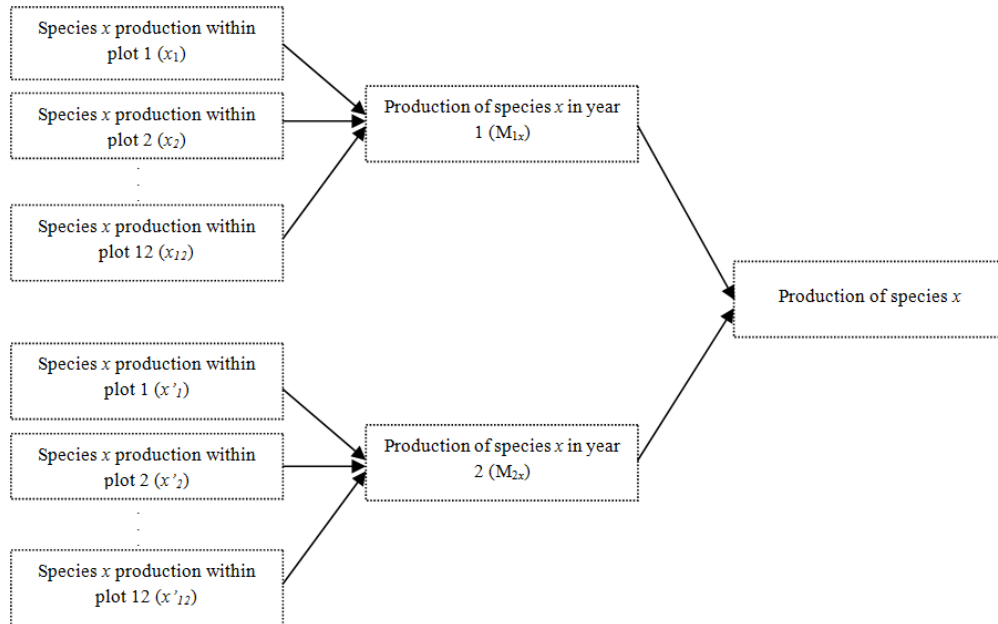 Species x production within
plot 1 (x₁)
Species x production within
plot 2 (x₂)
Species x production within
plot 12 (x₁₂)
Production of species x in year
1 (M₁ₓ)
Production of species x
Species x production within
plot 1 (x’₁)
Species x production within
plot 2 (x’₂)
Species x production within
plot 12 (x’₁₂)
Production of species x in year
2 (M₂ₓ)